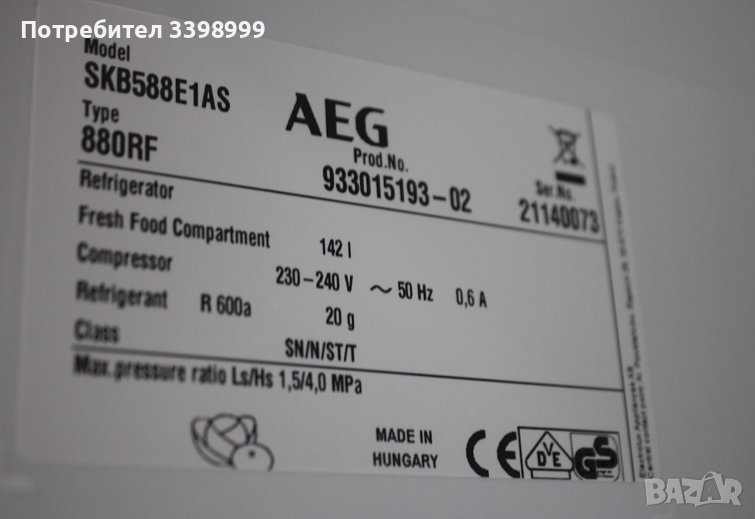 Потребител 3398999
Model
SKB588E1AS
AEG
Type
880RF
Prod.No.
933015193-02
Ser.No.
21140073
Refrigerator
Fresh Food Compartment 142 l
Compressor 230-240 V ~ 50 Hz 0,6 A
Refrigerant R 600a 20 g
Class SN/N/ST/T
Max.pressure ratio Ls/Hs 1,5/4,0 MPa
MADE IN
HUNGARY
CE
DVE
GS
BAZAR